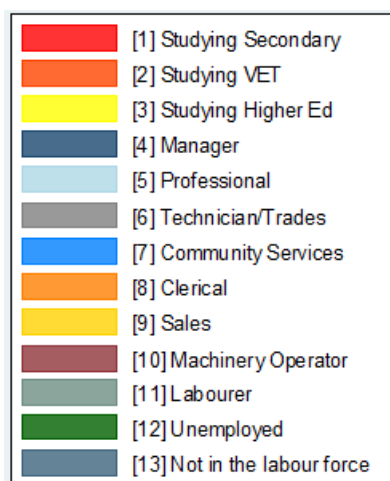 [1] Studying Secondary
[2] Studying VET
[3] Studying Higher Ed
[4] Manager
[5] Professional
[6] Technician/Trades
[7] Community Services
[8] Clerical
[9] Sales
[10] Machinery Operator
[11] Labourer
[12] Unemployed
[13] Not in the labour force